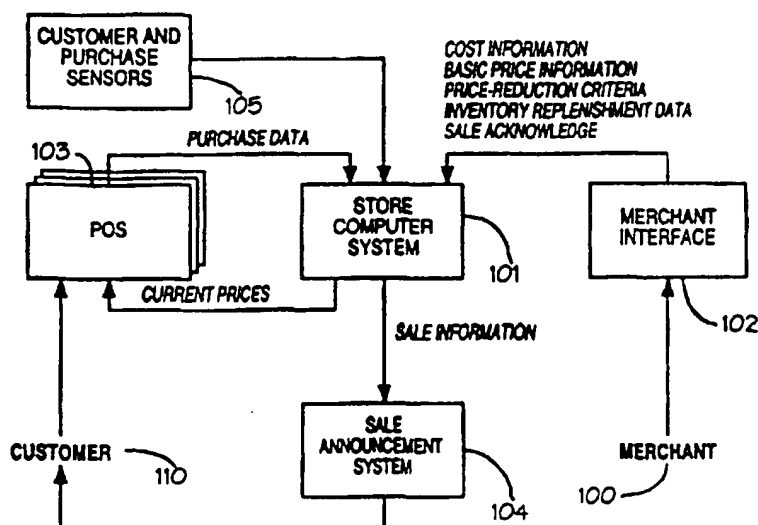 CUSTOMER AND
PURCHASE
SENSORS
105
COST INFORMATION
BASIC PRICE INFORMATION
PRICE-REDUCTION CRITERIA
INVENTORY REPLENISHMENT DATA
SALE ACKNOWLEDGE
103
PURCHASE DATA
POS
STORE
COMPUTER
SYSTEM
101
MERCHANT
INTERFACE
102
CURRENT PRICES
SALE INFORMATION
SALE
ANNOUNCEMENT
SYSTEM
104
CUSTOMER
110
MERCHANT
100